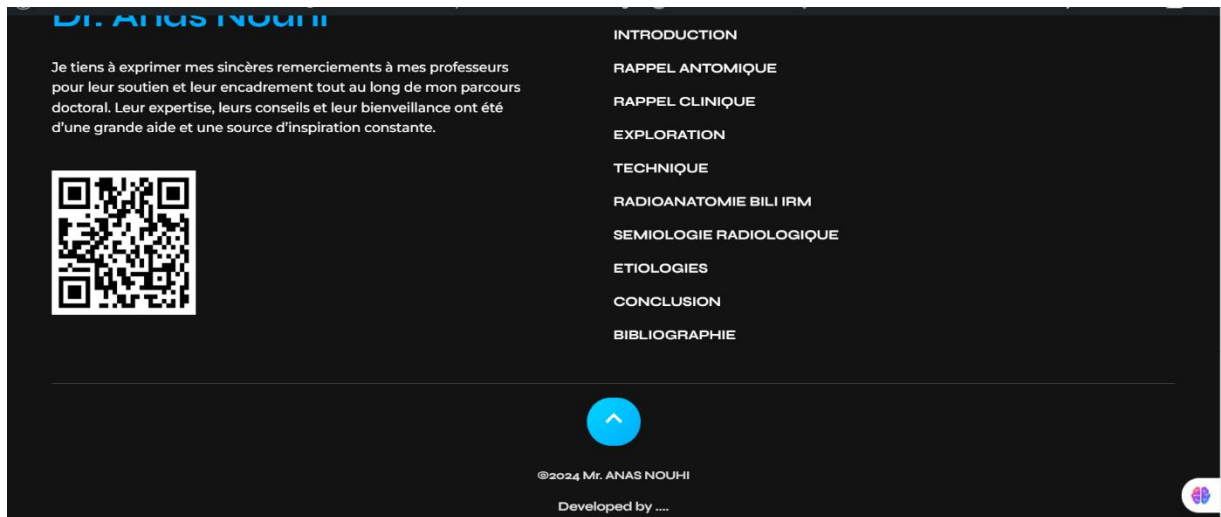 Dr. Anas Nouhi
Je tiens à exprimer mes sincères remerciements à mes professeurs
pour leur soutien et leur encadrement tout au long de mon parcours
doctoral. Leur expertise, leurs conseils et leur bienveillance ont été
d'une grande aide et une source d'inspiration constante.
INTRODUCTION
RAPPEL ANTOMIQUE
RAPPEL CLINIQUE
EXPLORATION
TECHNIQUE
RADIOANATOMIE BILI IRM
SEMIOLOGIE RADIOLOGIQUE
ETIOLOGIES
CONCLUSION
BIBLIOGRAPHIE
©2024 Mr. ANAS NOUHI
Developed by ....